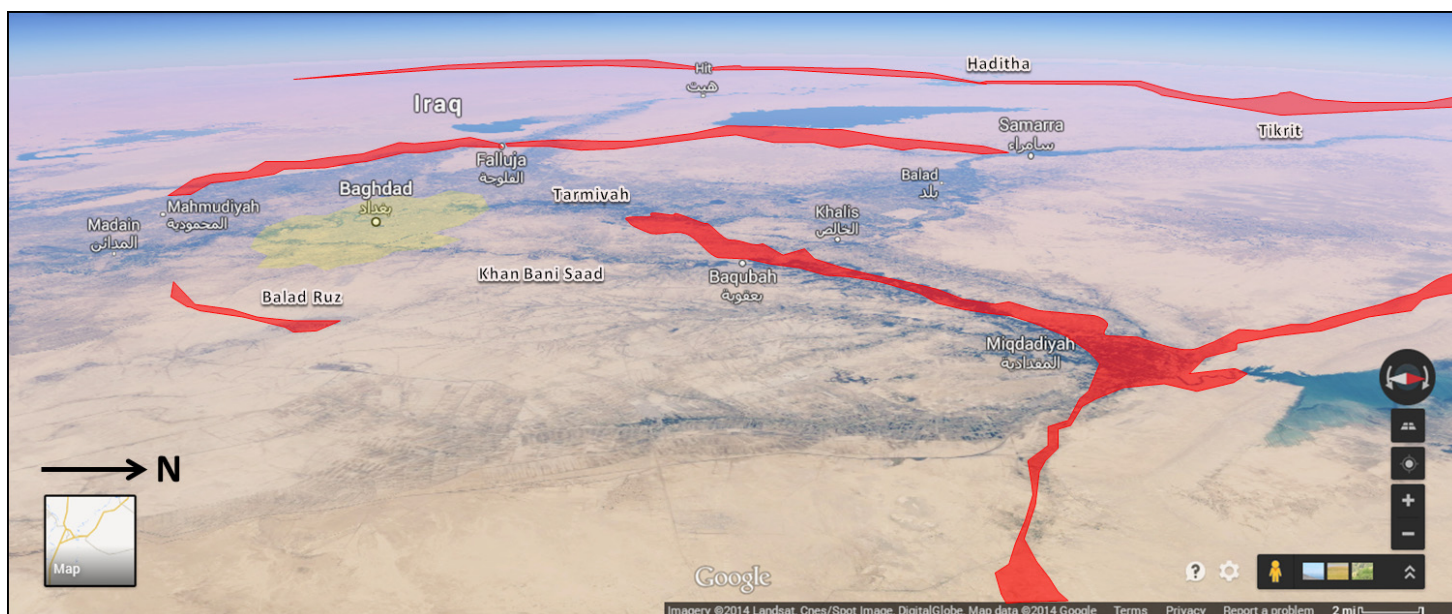 Haditha
Hit
هيت
Iraq
Tikrit
Samarra
سامراء
Falluja
الفلوجة
Balad
بلد
Baghdad
بغداد
Tarmivah
Mahmudiyah
المحمودية
Madain
المدائن
Khalis
الخالص
Khan Bani Saad
Baqubah
بعقوبة
Balad Ruz
Miqdadiyah
المقدادية
N
Map
Google
?
Imagery ©2014 Landsat, Cnes/Spot Image, DigitalGlobe, Map data ©2014 Google Terms Privacy Report a problem 2 mi